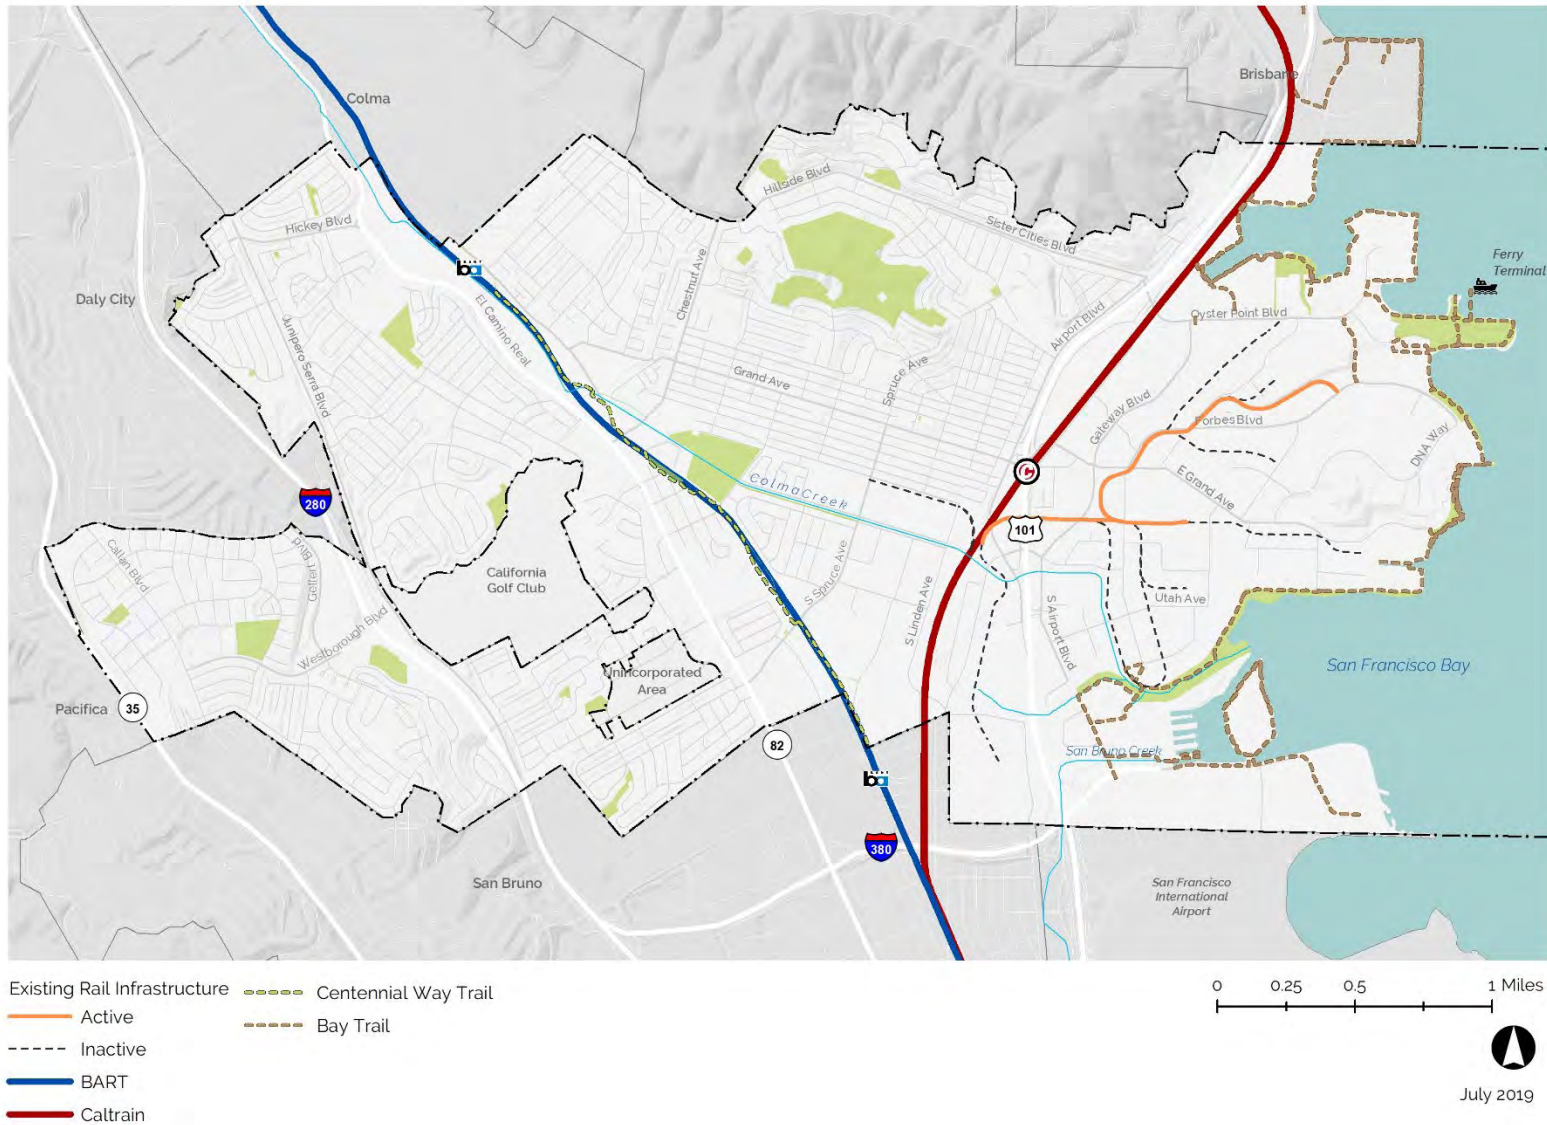 Colma
Brisbane
Hillside Blvd
Sister Cities Blvd
Hickey Blvd
Chestnut Ave
Ferry
Terminal
Daly City
El Camino Real
Junipero Serra Blvd
Airport Blvd
Oyster Point Blvd
Grand Ave
Spruce Ave
Gateway Blvd
Forbes Blvd
DNA Way
E Grand Ave
Colma Creek
280
101
Callan Blvd
Gellert Blvd
California
Golf Club
S Spruce Ave
S Linden Ave
Utah Ave
S Airport Blvd
Westborough Blvd
Unincorporated
Area
San Francisco Bay
Pacifica
35
82
San Bruno Creek
380
San Bruno
San Francisco
International
Airport
Existing Rail Infrastructure
Active
Inactive
BART
Caltrain
Centennial Way Trail
Bay Trail
0 0.25 0.5 1 Miles
July 2019